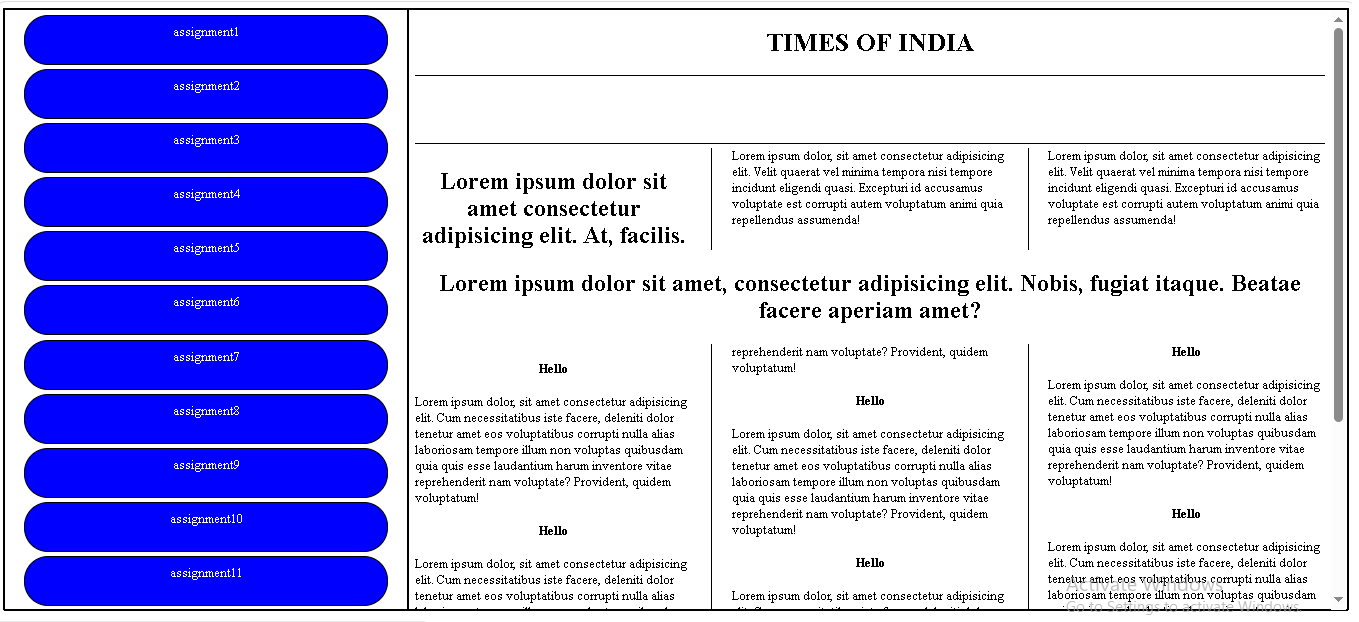 assignment1
assignment2
assignment3
assignment4
assignment5
assignment6
assignment7
assignment8
assignment9
assignment10
assignment11
TIMES OF INDIA
Lorem ipsum dolor sit
amet consectetur
adipisicing elit. At, facilis.
Lorem ipsum dolor, sit amet consectetur adipisicing
elit. Velit quaerat vel minima tempora nisi tempore
incidunt eligendi quasi. Excepturi id accusamus
voluptate est corrupti autem voluptatum animi quia
repellendus assumenda!
Lorem ipsum dolor, sit amet consectetur adipisicing
elit. Velit quaerat vel minima tempora nisi tempore
incidunt eligendi quasi. Excepturi id accusamus
voluptate est corrupti autem voluptatum animi quia
repellendus assumenda!
Lorem ipsum dolor sit amet, consectetur adipisicing elit. Nobis, fugiat itaque. Beatae
facere aperiam amet?
Hello
Lorem ipsum dolor, sit amet consectetur adipisicing
elit. Cum necessitatibus iste facere, deleniti dolor
tenetur amet eos voluptatibus corrupti nulla alias
laboriosam tempore illum non voluptas quibusdam
quia quis esse laudantium harum inventore vitae
reprehenderit nam voluptate? Provident, quidem
voluptatum!
Hello
Lorem ipsum dolor, sit amet consectetur adipisicing
elit. Cum necessitatibus iste facere, deleniti dolor
tenetur amet eos voluptatibus corrupti nulla alias
reprehenderit nam voluptate? Provident, quidem
voluptatum!
Hello
Lorem ipsum dolor, sit amet consectetur adipisicing
elit. Cum necessitatibus iste facere, deleniti dolor
tenetur amet eos voluptatibus corrupti nulla alias
laboriosam tempore illum non voluptas quibusdam
quia quis esse laudantium harum inventore vitae
reprehenderit nam voluptate? Provident, quidem
voluptatum!
Hello
Lorem ipsum dolor, sit amet consectetur adipisicing
Hello
Lorem ipsum dolor, sit amet consectetur adipisicing
elit. Cum necessitatibus iste facere, deleniti dolor
tenetur amet eos voluptatibus corrupti nulla alias
laboriosam tempore illum non voluptas quibusdam
quia quis esse laudantium harum inventore vitae
reprehenderit nam voluptate? Provident, quidem
voluptatum!
Hello
Lorem ipsum dolor, sit amet consectetur adipisicing
elit. Cum necessitatibus iste facere, deleniti dolor
tenetur amet eos voluptatibus corrupti nulla alias
laboriosam tempore illum non voluptas quibusdam
Activate Windows
Go to Settings to activate Windows.